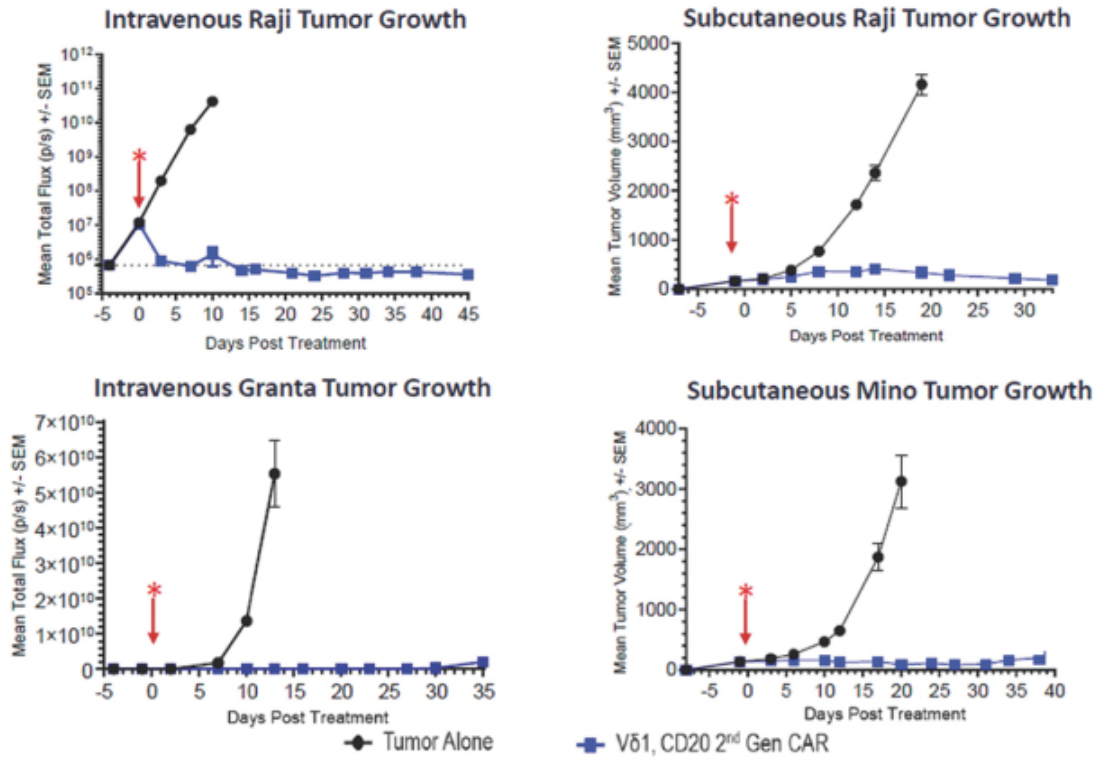 Intravenous Raji Tumor Growth
Mean Total Flux (p/s) +/- SEM
10¹²
10¹¹
10¹⁰
10⁹
10⁸
10⁷
10⁶
10⁵
*
-5 0 5 10 15 20 25 30 35 40 45
Days Post Treatment
Subcutaneous Raji Tumor Growth
Mean Tumor Volume (mm³) +/- SEM
5000
4000
3000
2000
1000
0
*
-5 0 5 10 15 20 25 30
Days Post Treatment
Intravenous Granta Tumor Growth
Mean Total Flux (p/s) +/- SEM
7×10¹⁰
6×10¹⁰
5×10¹⁰
4×10¹⁰
3×10¹⁰
2×10¹⁰
1×10¹⁰
0
*
-5 0 5 10 15 20 25 30 35
Days Post Treatment
Subcutaneous Mino Tumor Growth
Mean Tumor Volume (mm³) +/- SEM
4000
3000
2000
1000
0
*
-5 0 5 10 15 20 25 30 35 40
Days Post Treatment
Tumor Alone
Vδ1, CD20 2nd Gen CAR